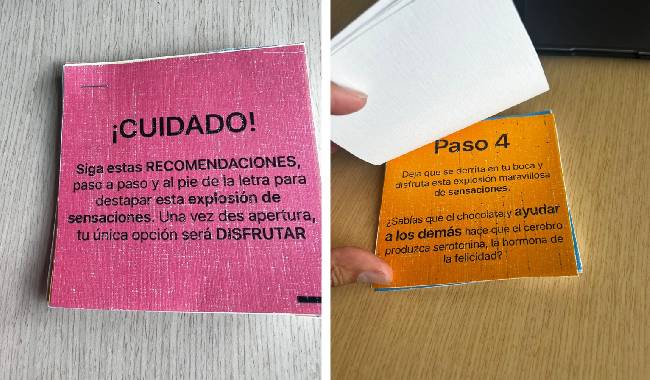 ¡CUIDADO!
Siga estas RECOMENDACIONES,
paso a paso y al pie de la letra para
destapar esta explosión de
sensaciones. Una vez des apertura,
tu única opción será DISFRUTAR
Paso 4
Deja que se derrita en tu boca y
disfruta esta explosión maravillosa
de sensaciones.
¿Sabías que el chocolate y ayudar
a los demás hace que el cerebro
produzca serotonina, la hormona de
la felicidad?